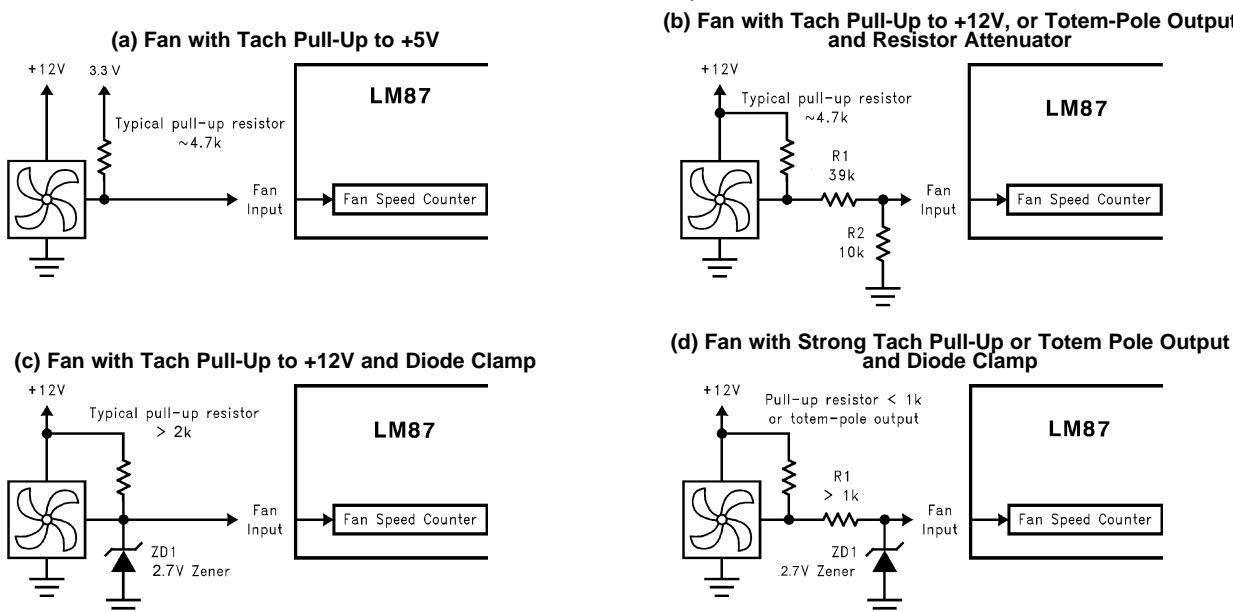 (a) Fan with Tach Pull-Up to +5V
+12V
3.3 V
Typical pull-up resistor
~4.7k
Fan
Input
LM87
Fan Speed Counter
(b) Fan with Tach Pull-Up to +12V, or Totem-Pole Output
and Resistor Attenuator
+12V
Typical pull-up resistor
~4.7k
R1
39k
R2
10k
Fan
Input
LM87
Fan Speed Counter
(c) Fan with Tach Pull-Up to +12V and Diode Clamp
+12V
Typical pull-up resistor
> 2k
Fan
Input
ZD1
2.7V Zener
LM87
Fan Speed Counter
(d) Fan with Strong Tach Pull-Up or Totem Pole Output
and Diode Clamp
+12V
Pull-up resistor < 1k
or totem-pole output
R1
> 1k
Fan
Input
ZD1
2.7V Zener
LM87
Fan Speed Counter